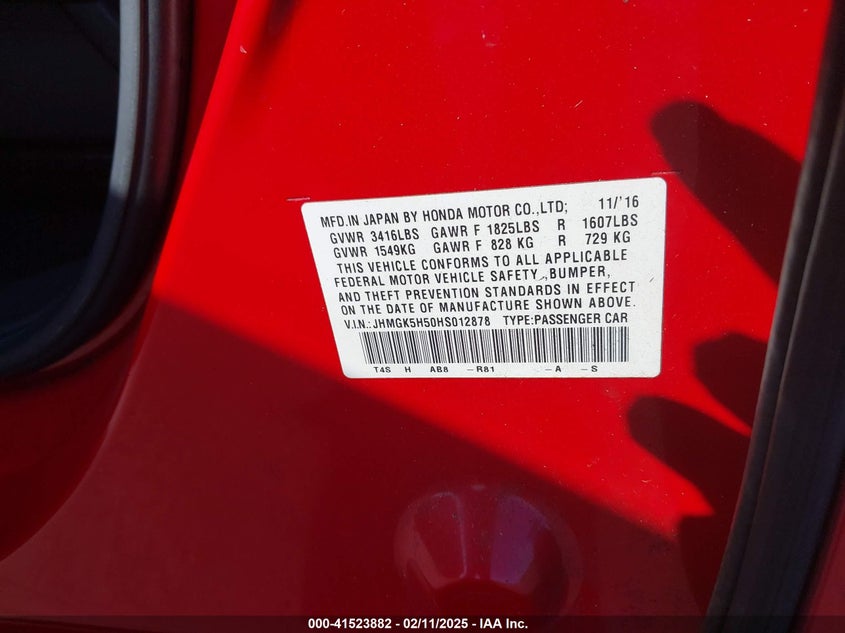 MFD.IN JAPAN BY HONDA MOTOR CO.,LTD; 11/'16
GVWR 3416LBS GAWR F 1825LBS R 1607LBS
GVWR 1549KG GAWR F 828 KG R 729 KG
THIS VEHICLE CONFORMS TO ALL APPLICABLE
FEDERAL MOTOR VEHICLE SAFETY ,BUMPER,
AND THEFT PREVENTION STANDARDS IN EFFECT
ON THE DATE OF MANUFACTURE SHOWN ABOVE.
V.I.N.: JHMGK5H50HS012878 TYPE:PASSENGER CAR
T4S H AB8 -R81 -A -S
000-41523882 - 02/11/2025 - IAA Inc.